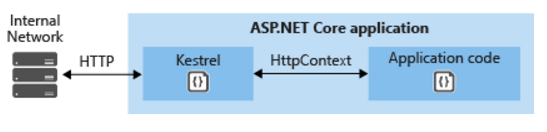 Internal
Network
ASP.NET Core application
HTTP
Kestrel
HttpContext
Application code
{}
{}